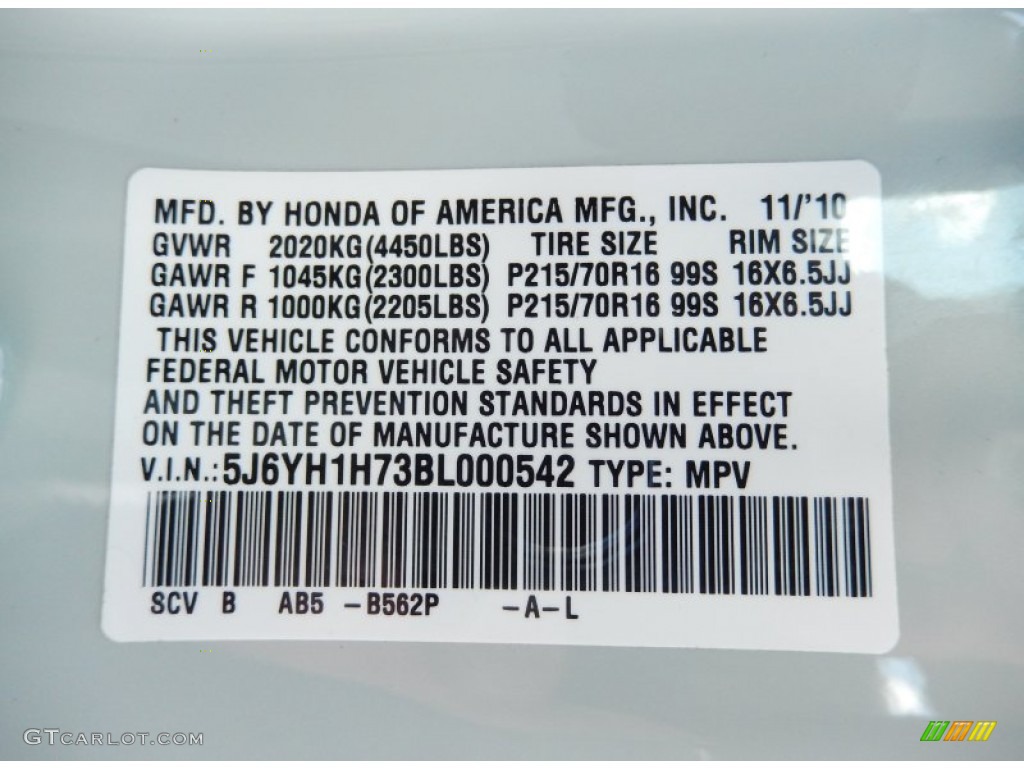 MFD. BY HONDA OF AMERICA MFG., INC. 11/'10
GVWR 2020KG(4450LBS) TIRE SIZE RIM SIZE
GAWR F 1045KG(2300LBS) P215/70R16 99S 16X6.5JJ
GAWR R 1000KG(2205LBS) P215/70R16 99S 16X6.5JJ
THIS VEHICLE CONFORMS TO ALL APPLICABLE
FEDERAL MOTOR VEHICLE SAFETY
AND THEFT PREVENTION STANDARDS IN EFFECT
ON THE DATE OF MANUFACTURE SHOWN ABOVE.
V.I.N.:5J6YH1H73BL000542 TYPE: MPV
SCV B AB5 -B562P -A-L
GTCARLOT.COM